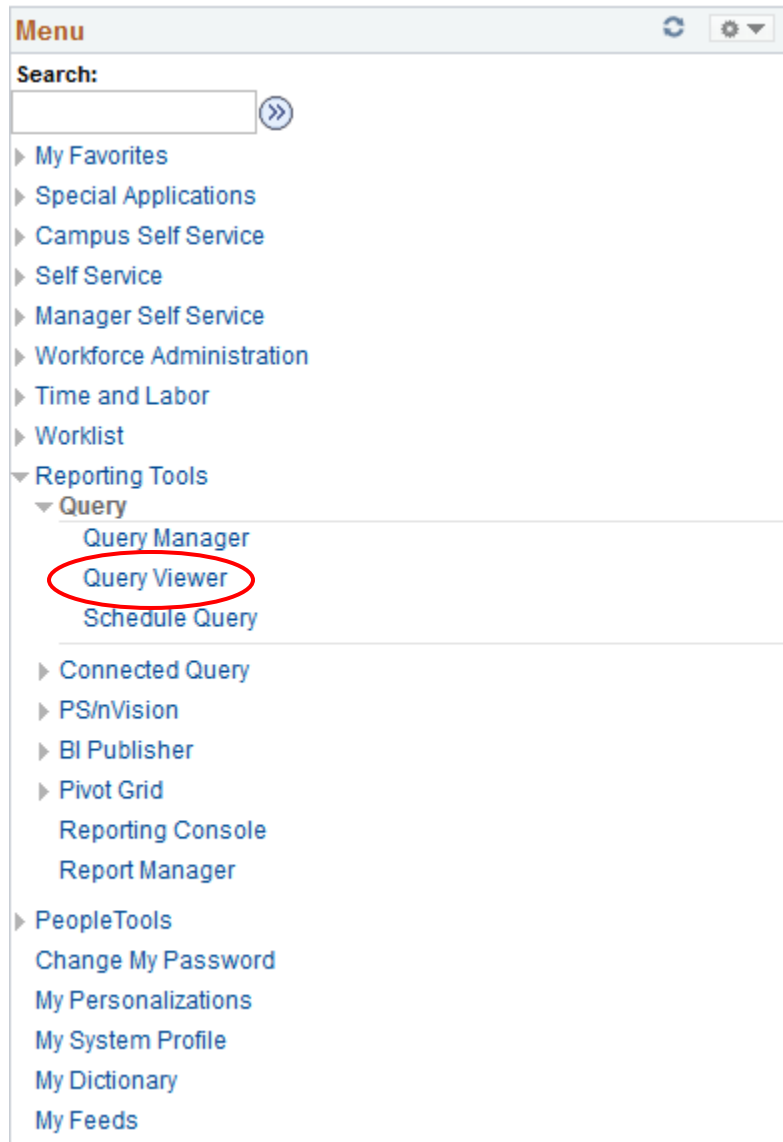 Menu
Search:
My Favorites
Special Applications
Campus Self Service
Self Service
Manager Self Service
Workforce Administration
Time and Labor
Worklist
Reporting Tools
Query
Query Manager
Query Viewer
Schedule Query
Connected Query
PS/nVision
BI Publisher
Pivot Grid
Reporting Console
Report Manager
PeopleTools
Change My Password
My Personalizations
My System Profile
My Dictionary
My Feeds